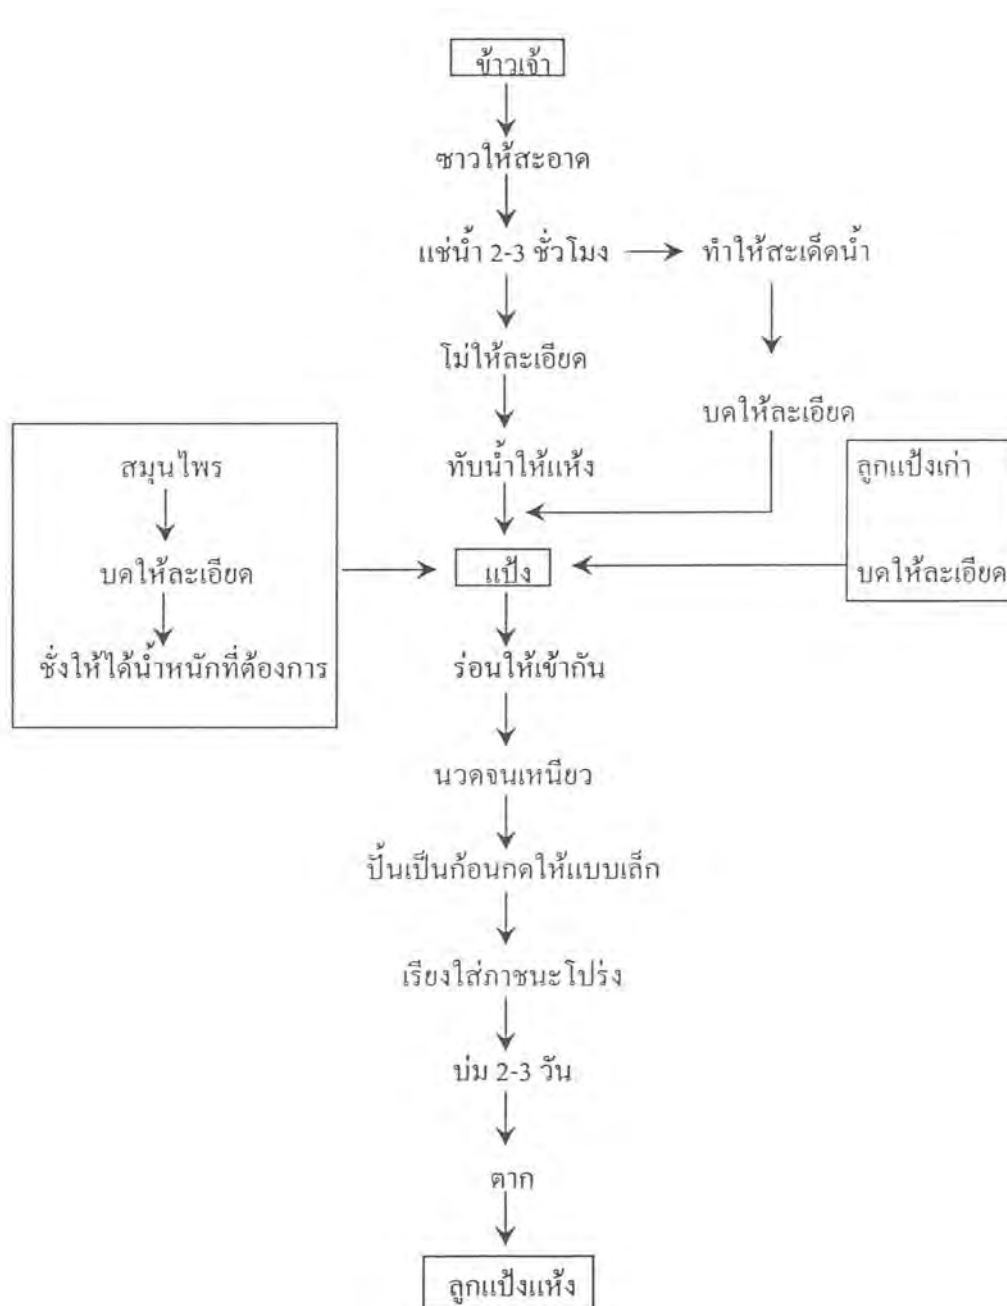 ข้าวเจ้า
ซาวให้สะอาด
แช่น้ำ 2-3 ชั่วโมง
ทำให้สะเด็ดน้ำ
โม่ให้ละเอียด
บดให้ละเอียด
ทับน้ำให้แห้ง
สมุนไพร
บดให้ละเอียด
ชั่งให้ได้น้ำหนักที่ต้องการ
ลูกแป้งเก่า
บดให้ละเอียด
แป้ง
ร่อนให้เข้ากัน
นวดจนเหนียว
ปั้นเป็นก้อนกดให้แบบเล็ก
เรียงใส่ภาชนะโปร่ง
บ่ม 2-3 วัน
ตาก
ลูกแป้งแห้ง